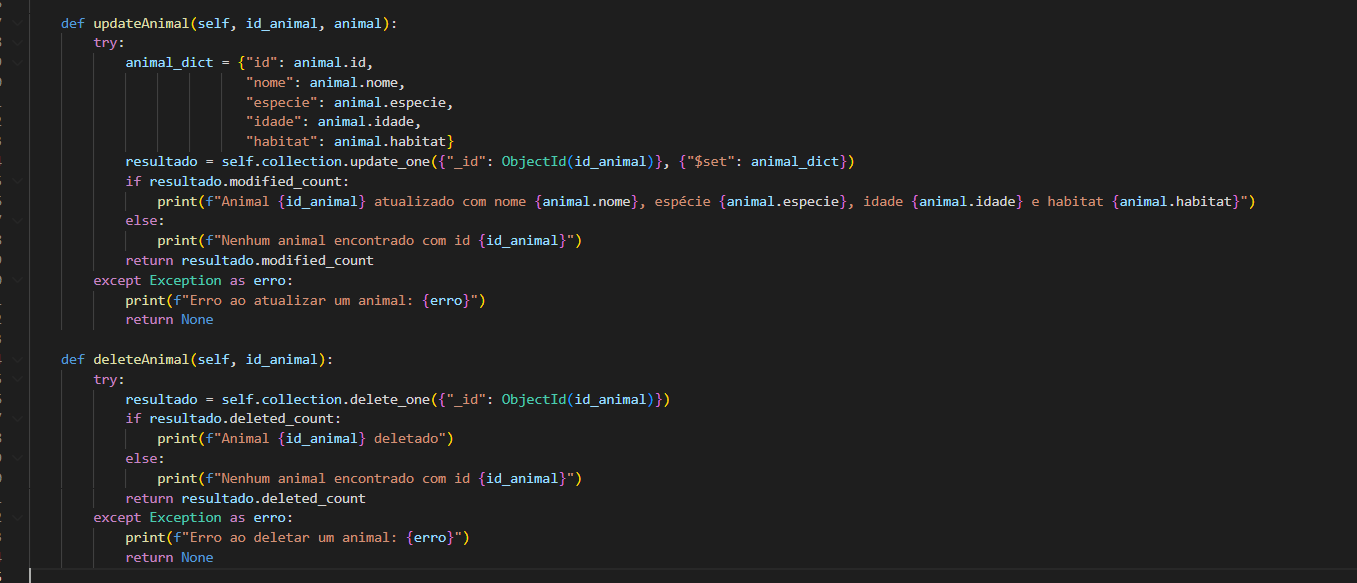 def updateAnimal(self, id_animal, animal):
try:
animal_dict = {"id": animal.id,
"nome": animal.nome,
"especie": animal.especie,
"idade": animal.idade,
"habitat": animal.habitat}
resultado = self.collection.update_one({"_id": ObjectId(id_animal)}, {"$set": animal_dict})
if resultado.modified_count:
print(f"Animal {id_animal} atualizado com nome {animal.nome}, espécie {animal.especie}, idade {animal.idade} e habitat {animal.habitat}")
else:
print(f"Nenhum animal encontrado com id {id_animal}")
return resultado.modified_count
except Exception as erro:
print(f"Erro ao atualizar um animal: {erro}")
return None
def deleteAnimal(self, id_animal):
try:
resultado = self.collection.delete_one({"_id": ObjectId(id_animal)})
if resultado.deleted_count:
print(f"Animal {id_animal} deletado")
else:
print(f"Nenhum animal encontrado com id {id_animal}")
return resultado.deleted_count
except Exception as erro:
print(f"Erro ao deletar um animal: {erro}")
return None